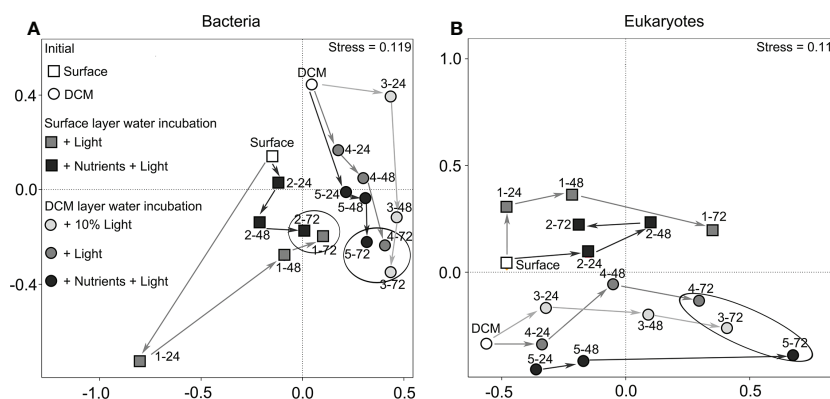 A
Bacteria
Initial
Surface
DCM
Surface layer water incubation
+ Light
+ Nutrients + Light
DCM layer water incubation
+ 10% Light
+ Light
+ Nutrients + Light
Stress = 0.119
DCM
3-24
Surface
4-24
2-24
4-48
5-24
5-48
3-48
2-48
2-72
1-72
4-72
5-72
1-48
3-72
1-24
0.4
0.0
-0.4
-1.0
-0.5
0.0
0.5
B
Eukaryotes
Stress = 0.11
1-24
1-48
1-72
2-72
2-48
2-24
Surface
4-48
4-72
3-24
3-48
3-72
DCM
4-24
5-24
5-48
5-72
1.0
0.5
0.0
-0.5
0.0
0.5